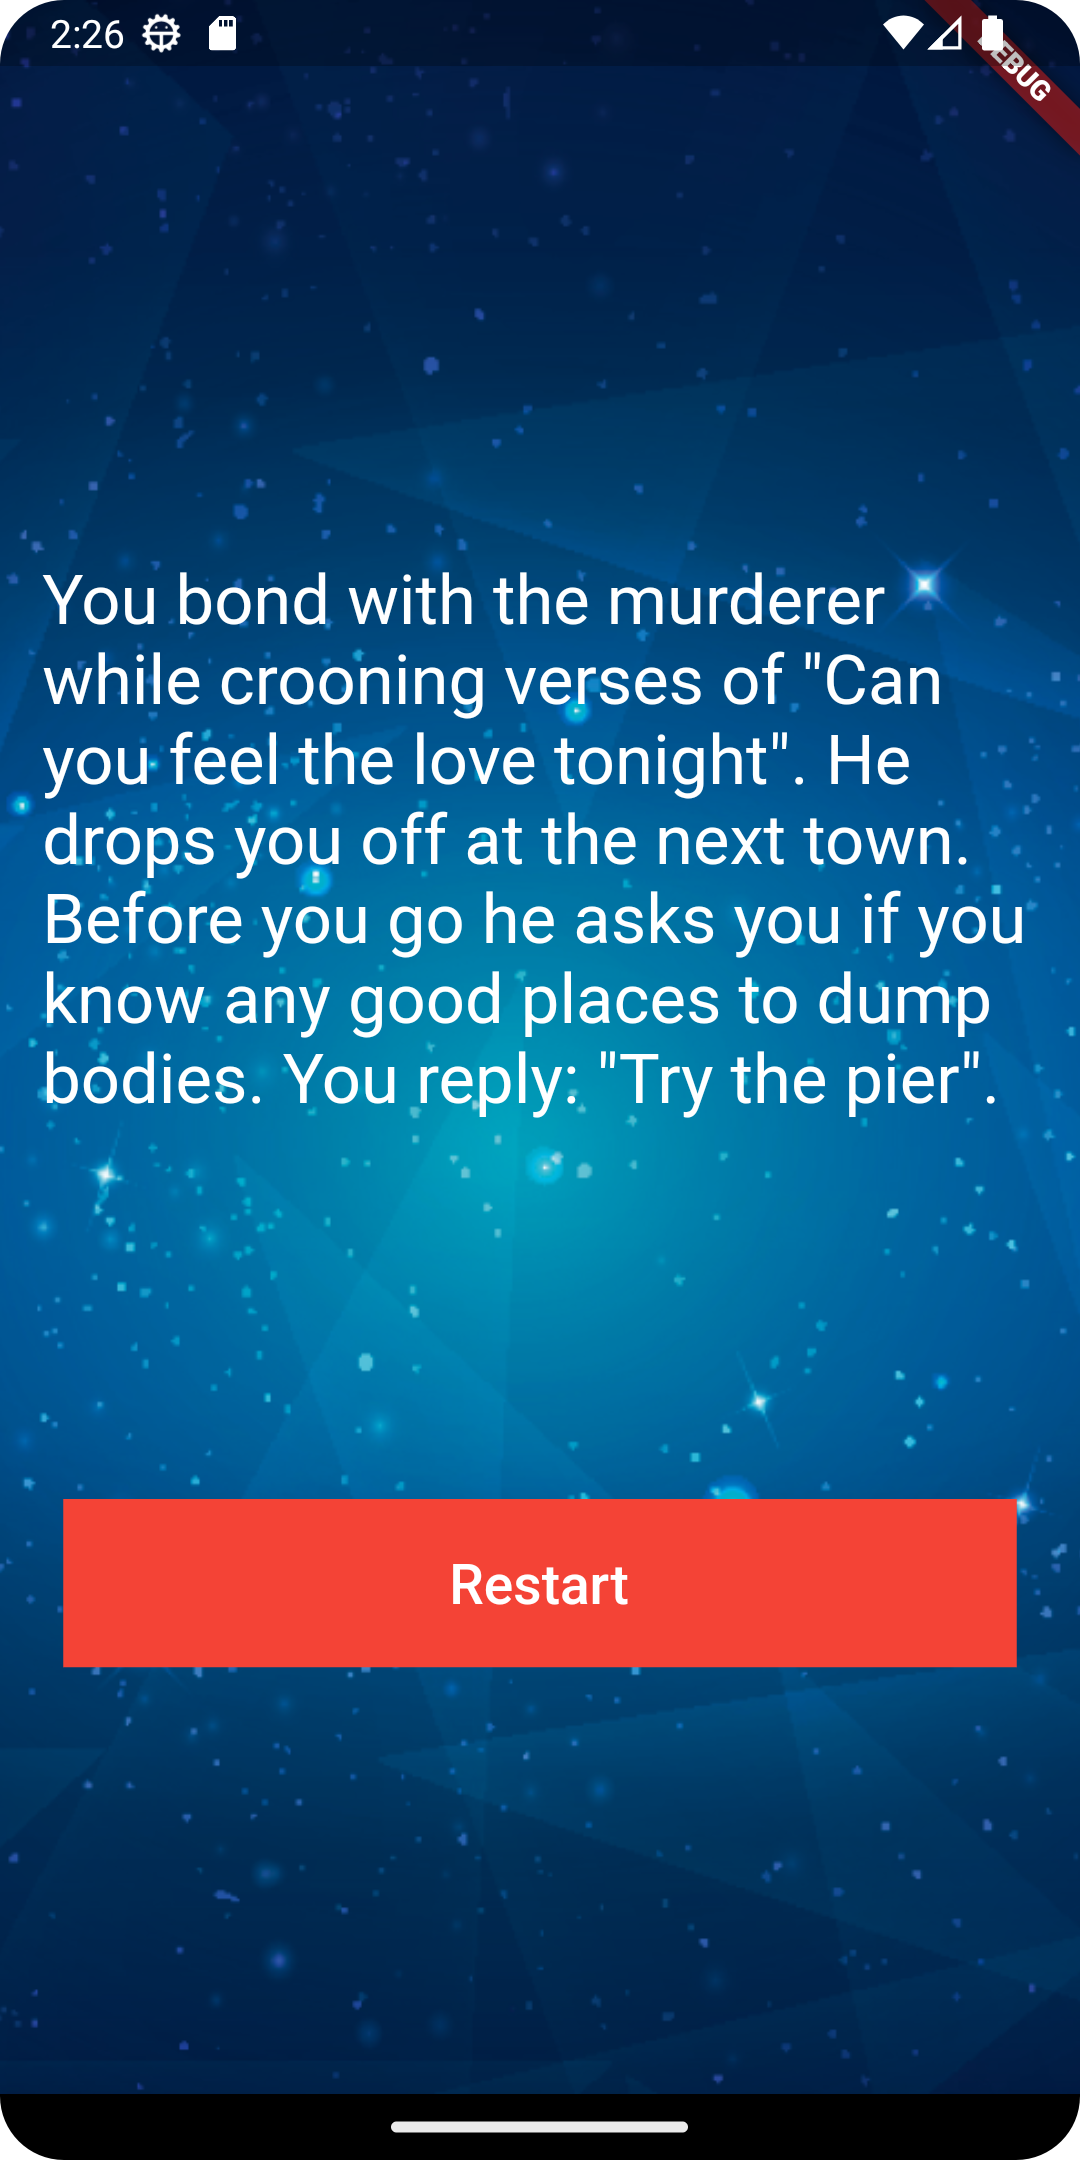 2:26
DEBUG
You bond with the murderer
while crooning verses of "Can
you feel the love tonight". He
drops you off at the next town.
Before you go he asks you if you
know any good places to dump
bodies. You reply: "Try the pier".
Restart